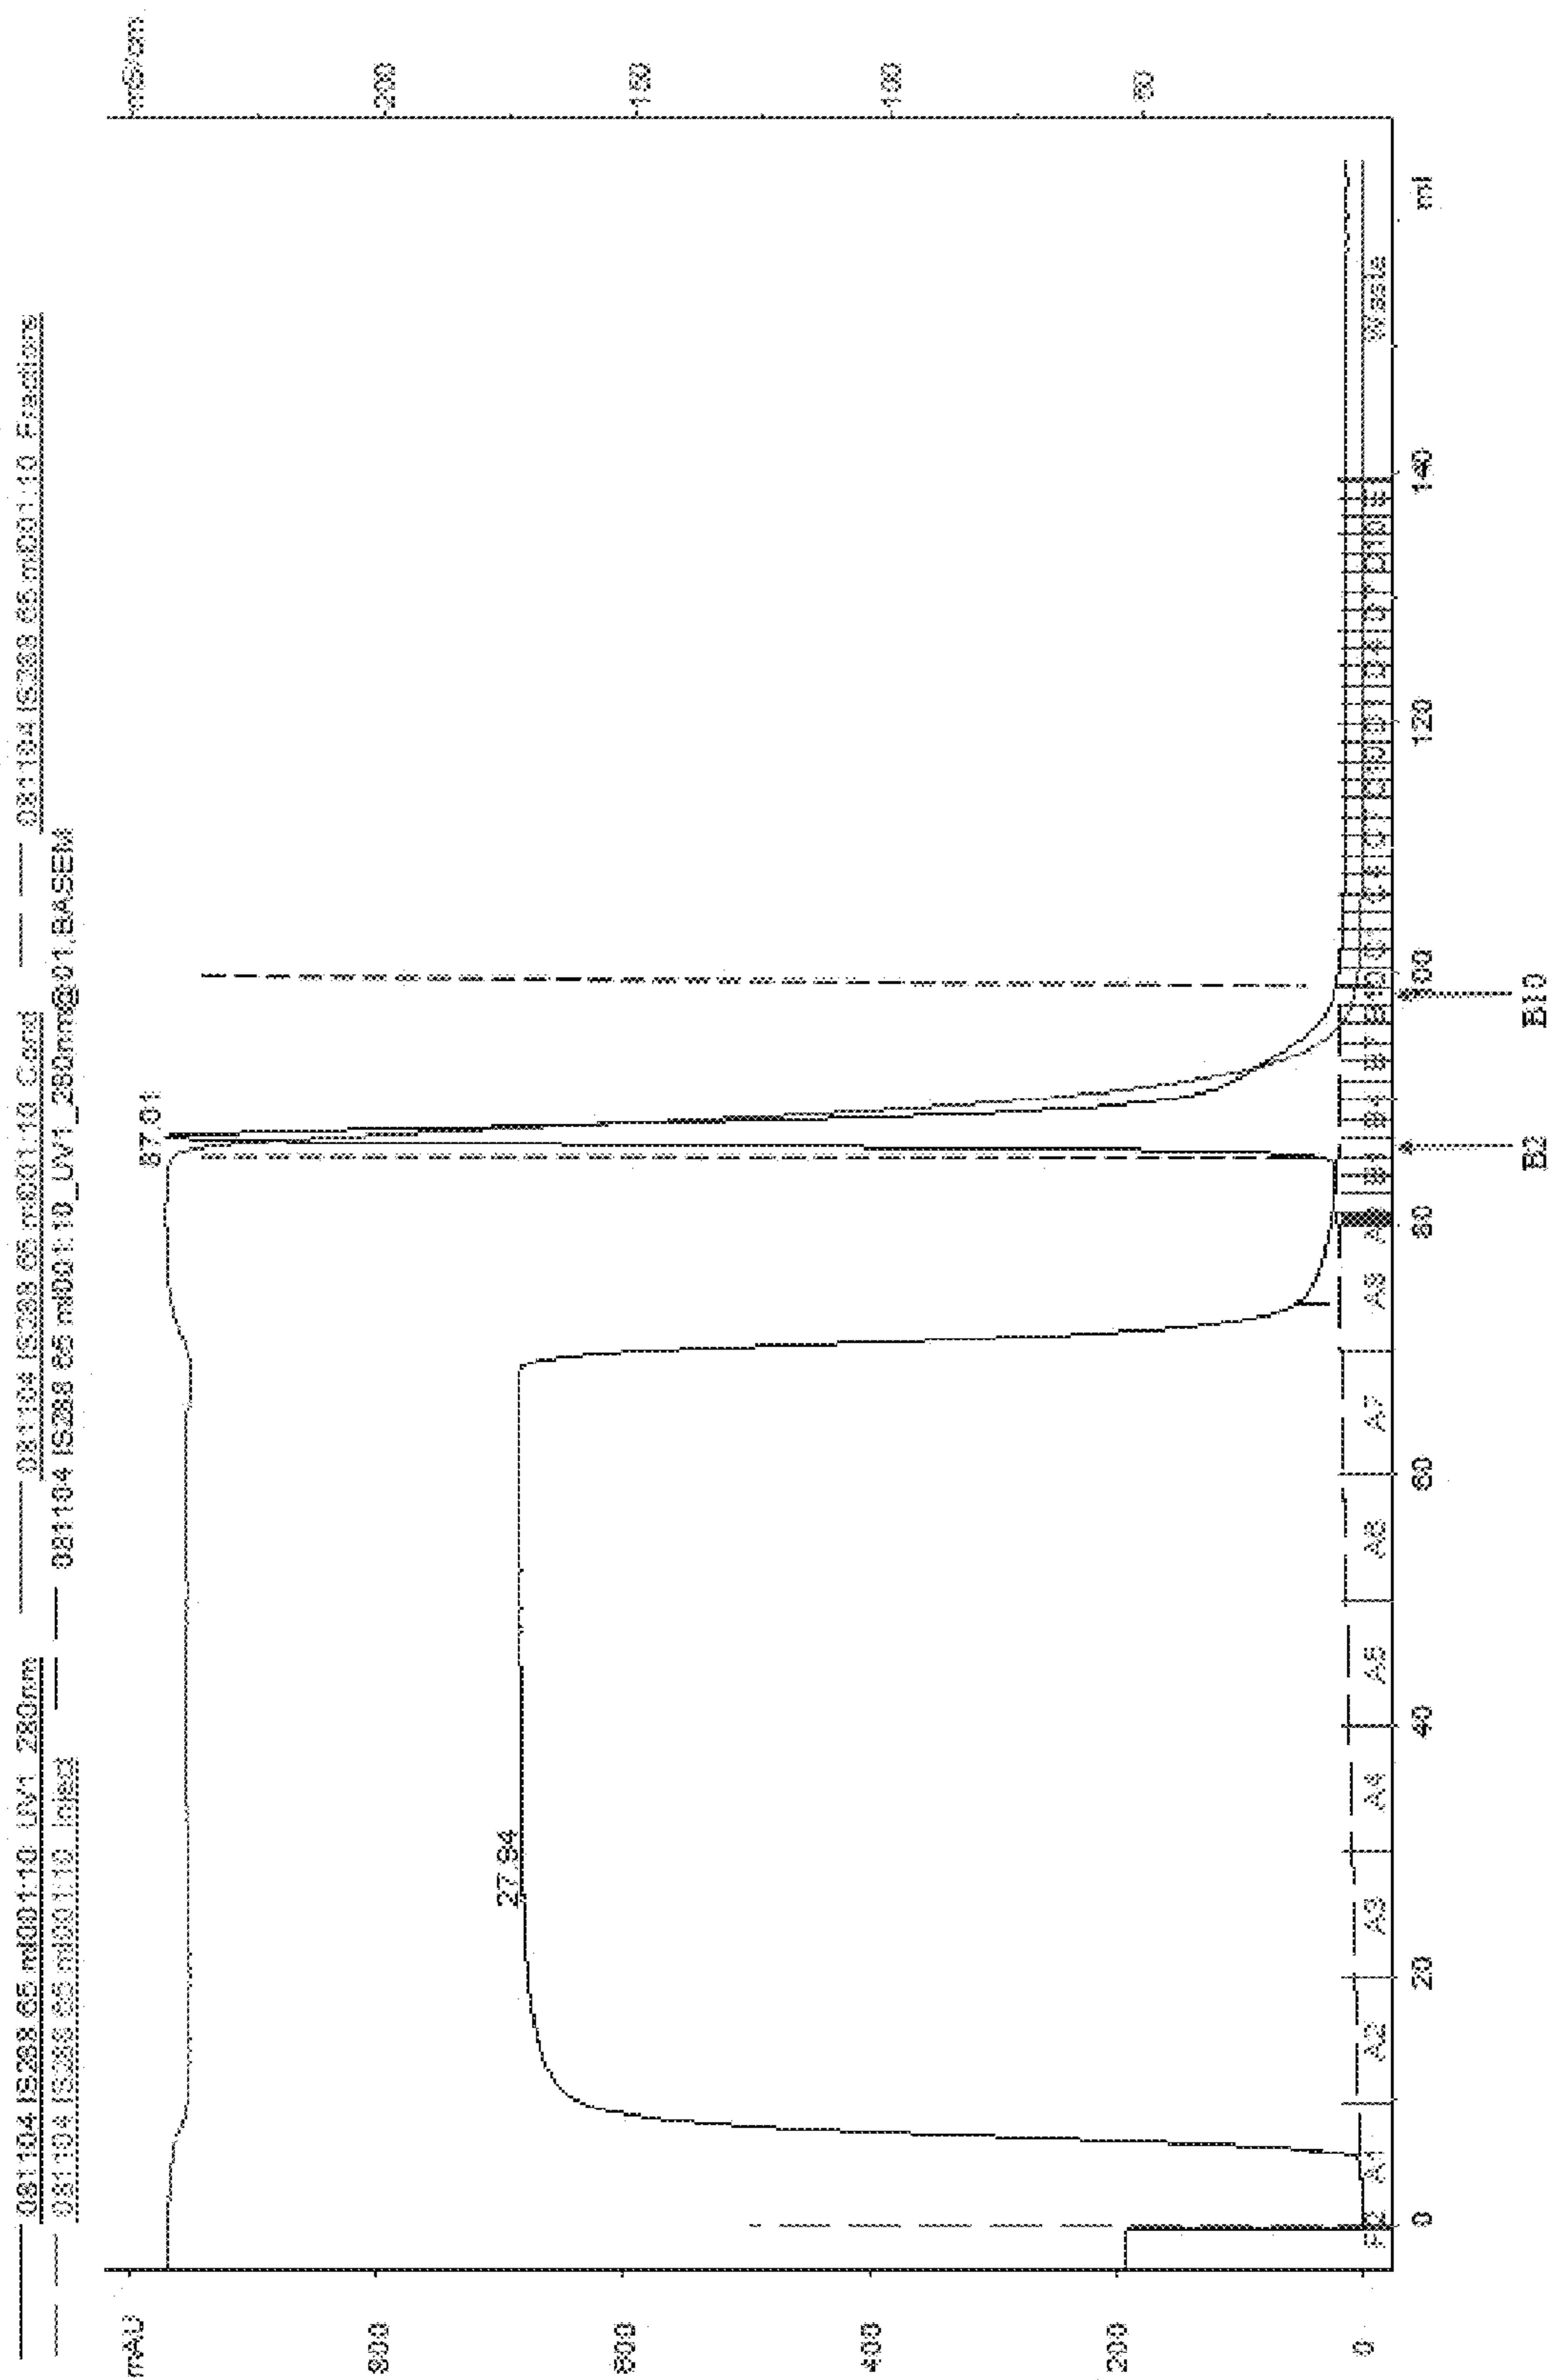 081104 IS288 65 ml001:10_UV1_280nm 081104 IS288 65 ml001:10_Cond 081104 IS288 65 ml001:10_Fractions
081104 IS288 65 ml001:10_Inject 081104 IS288 65 ml001:10_UV1_280nm@01,BASEM
mAU
mS/cm
87.01
200
800
27.94
150
600
100
400
50
200
0
F2 A1 A2 A3 A4 A5 A6 A7 A8 Waste
0 20 40 60 80 100 120 140 ml
B2 B10